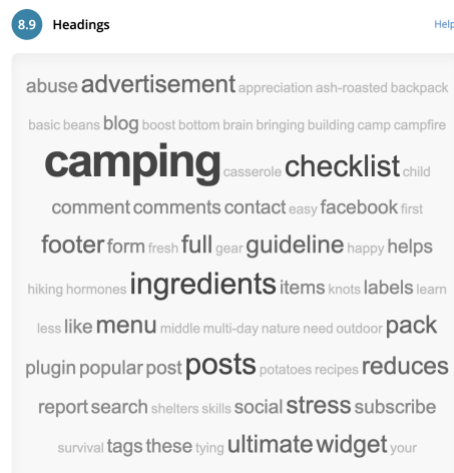 8.9 Headings Help
abuse advertisement appreciation ash-roasted backpack
basic beans blog boost bottom brain bringing building camp campfire
camping casserole checklist child
comment comments contact easy facebook first
footer form fresh full gear guideline happy helps
hiking hormones ingredients items knots labels learn
less like menu middle multi-day nature need outdoor pack
plugin popular post posts potatoes recipes reduces
report search shelters skills social stress subscribe
survival tags these tying ultimate widget your